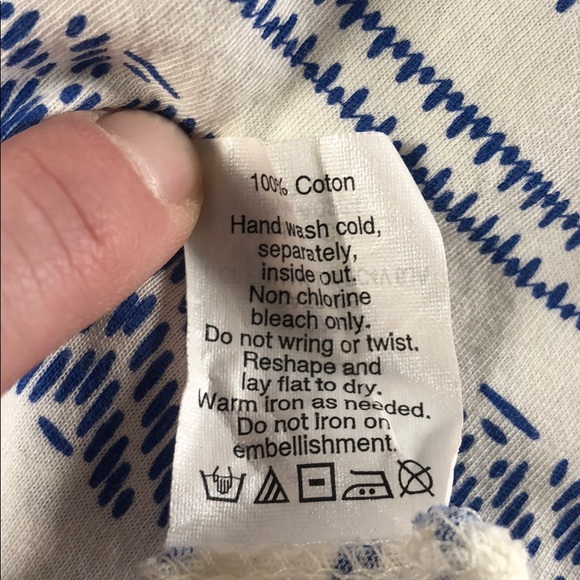 100% Coton
Hand wash cold,
separately,
inside out.
Non chlorine
bleach only.
Do not wring or twist.
Reshape and
lay flat to dry.
Warm iron as needed.
Do not iron on
embellishment.